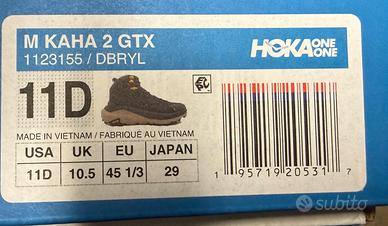 M KAHA 2 GTX
1123155 / DBRYL
HOKA ONE ONE
11D
MADE IN VIETNAM / FABRIQUÉ AU VIETNAM
USA UK EU JAPAN
11D 10.5 45 1/3 29
1 95719 20531 7
subito